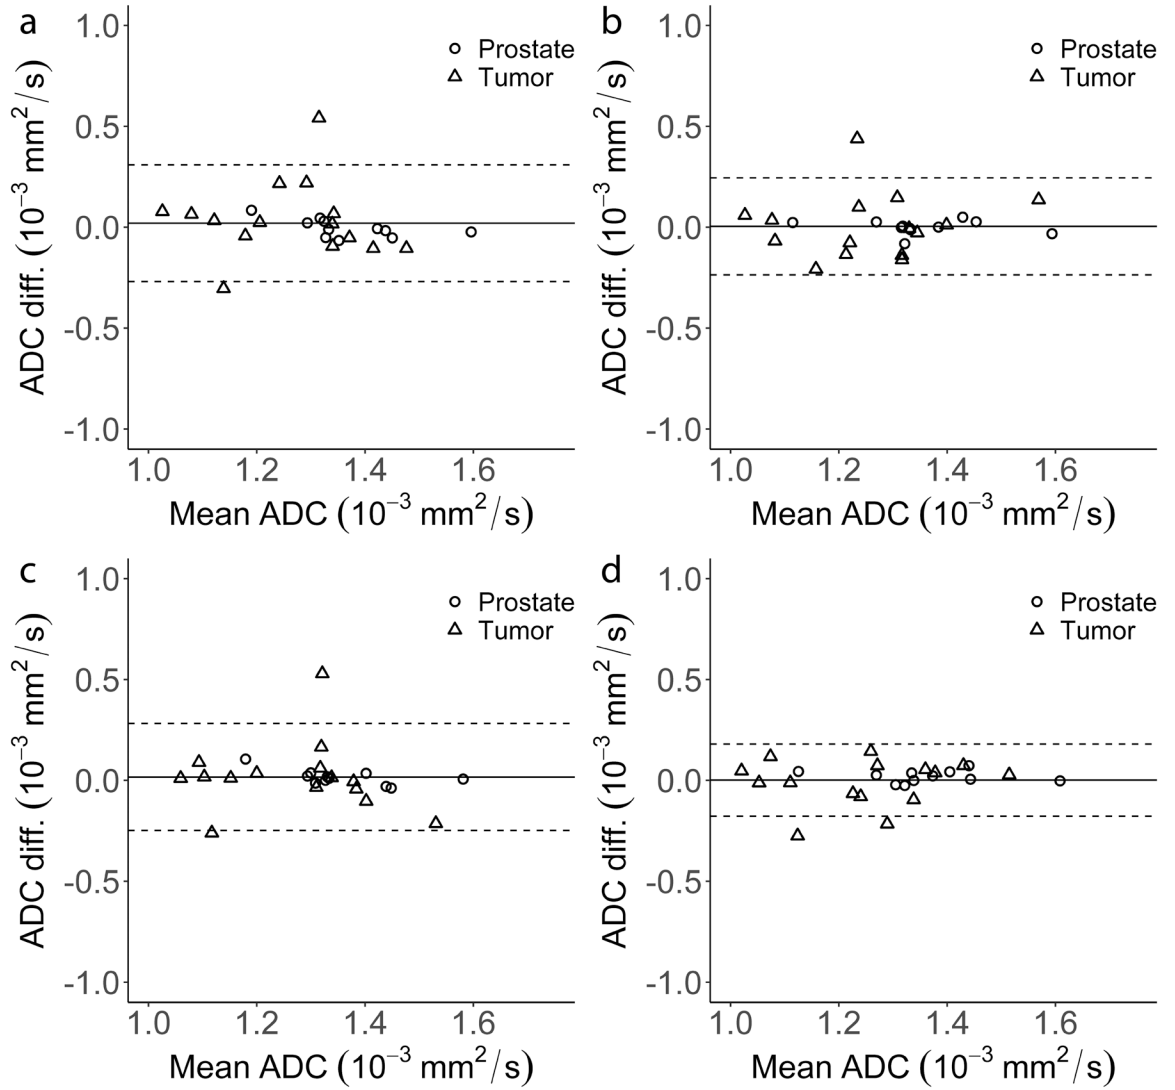 a
1.0
0.5
0.0
-0.5
-1.0
ADC diff. (10⁻³ mm²/s)
Prostate
Tumor
1.0 1.2 1.4 1.6
Mean ADC (10⁻³ mm²/s)
b
1.0
0.5
0.0
-0.5
-1.0
ADC diff. (10⁻³ mm²/s)
Prostate
Tumor
1.0 1.2 1.4 1.6
Mean ADC (10⁻³ mm²/s)
c
1.0
0.5
0.0
-0.5
-1.0
ADC diff. (10⁻³ mm²/s)
Prostate
Tumor
1.0 1.2 1.4 1.6
Mean ADC (10⁻³ mm²/s)
d
1.0
0.5
0.0
-0.5
-1.0
ADC diff. (10⁻³ mm²/s)
Prostate
Tumor
1.0 1.2 1.4 1.6
Mean ADC (10⁻³ mm²/s)